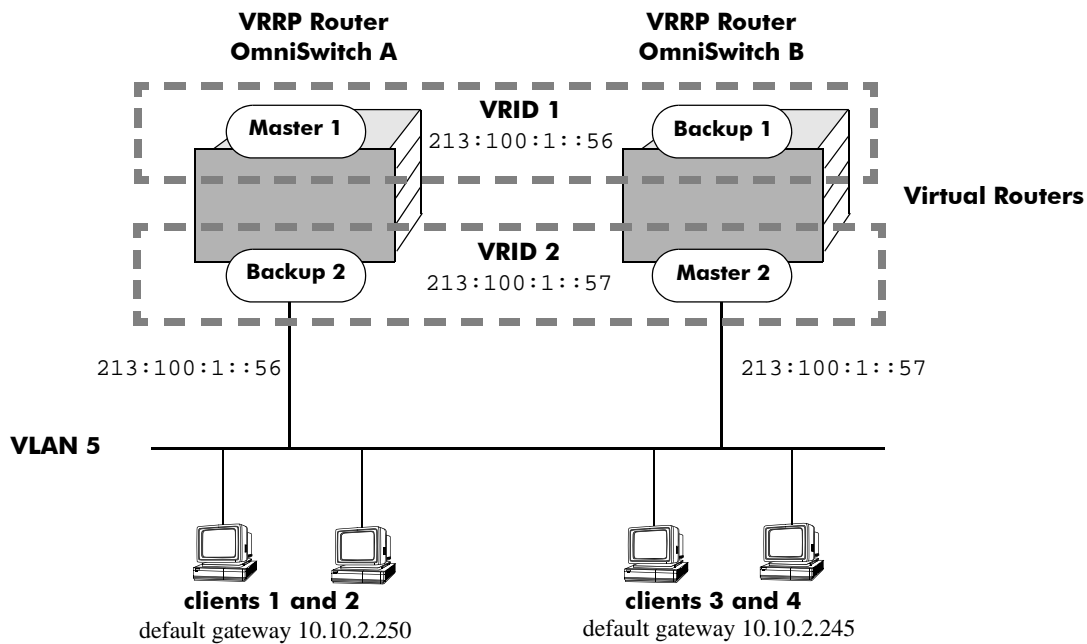 VRRP Router
OmniSwitch A
VRRP Router
OmniSwitch B
VRID 1
Master 1
Backup 1
213:100:1::56
Virtual Routers
VRID 2
Backup 2
Master 2
213:100:1::57
213:100:1::56
213:100:1::57
VLAN 5
clients 1 and 2
default gateway 10.10.2.250
clients 3 and 4
default gateway 10.10.2.245